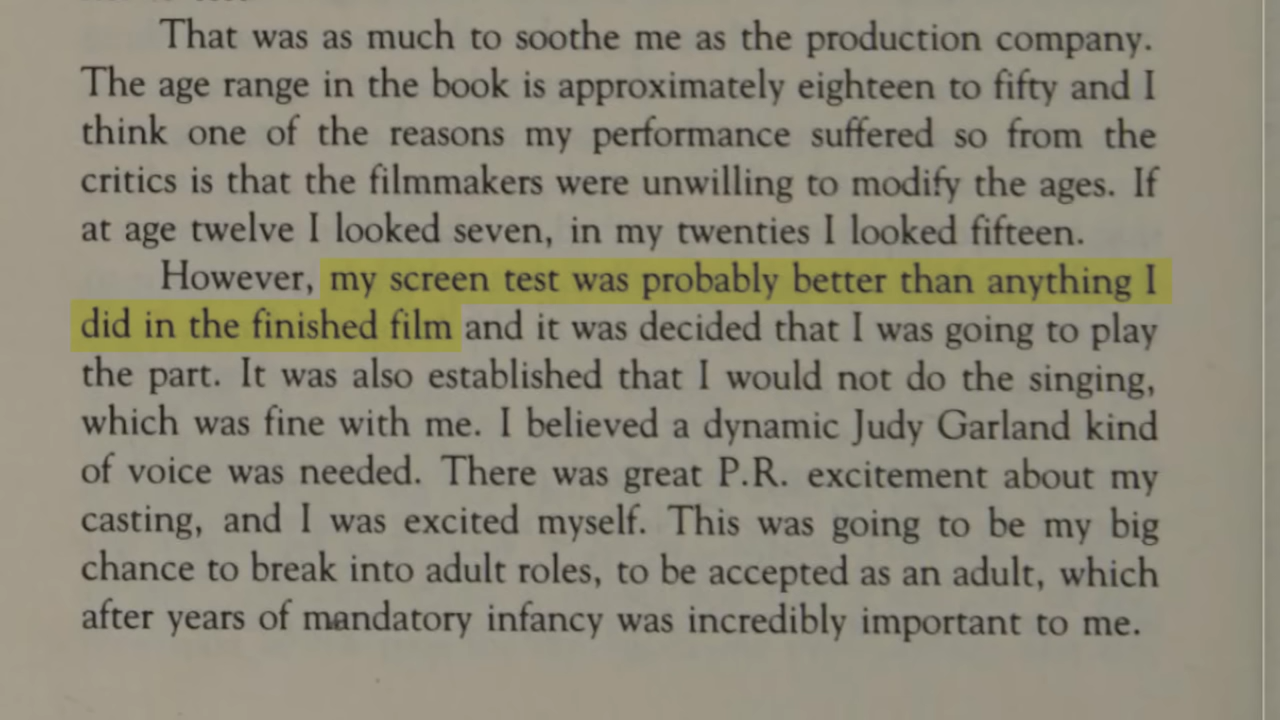 That was as much to soothe me as the production company.
The age range in the book is approximately eighteen to fifty and I
think one of the reasons my performance suffered so from the
critics is that the filmmakers were unwilling to modify the ages. If
at age twelve I looked seven, in my twenties I looked fifteen.
However, my screen test was probably better than anything I
did in the finished film and it was decided that I was going to play
the part. It was also established that I would not do the singing,
which was fine with me. I believed a dynamic Judy Garland kind
of voice was needed. There was great P.R. excitement about my
casting, and I was excited myself. This was going to be my big
chance to break into adult roles, to be accepted as an adult, which
after years of mandatory infancy was incredibly important to me.